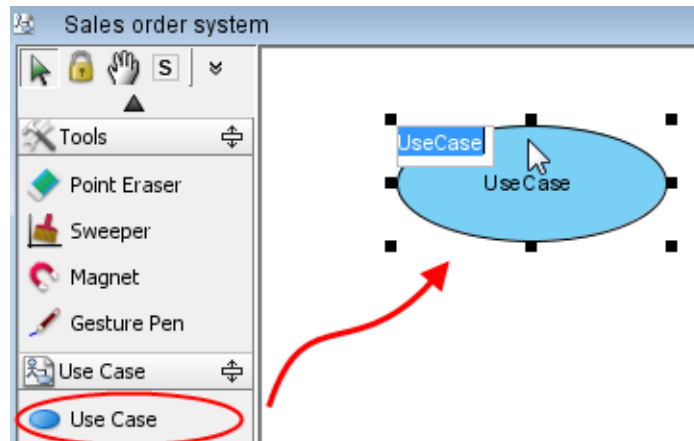 Sales order system
S
Tools
Point Eraser
Sweeper
Magnet
Gesture Pen
Use Case
Use Case
UseCase
UseCase